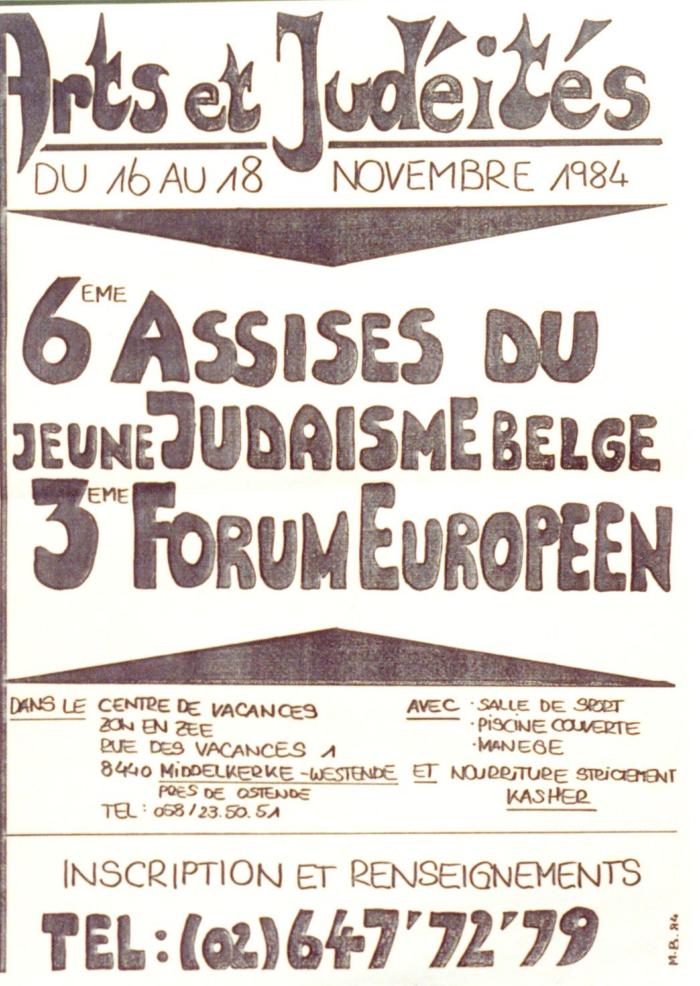 Arts et Judéités
DU 16 AU 18 NOVEMBRE 1984
6EME ASSISES DU
JEUNE JUDAISME BELGE
3EME FORUM EUROPEEN
DANS LE CENTRE DE VACANCES
ZON EN ZEE
RUE DES VACANCES 1
8440 MIDDELKERKE - WESTENDE
PRES DE OSTENDE
TEL : 058 / 23.50.51
AVEC · SALLE DE SPORT
· PISCINE COUVERTE
· MANEGE
ET NOURRITURE STRICTEMENT
KASHER
INSCRIPTION ET RENSEIGNEMENTS
TEL : (02) 647'72'79
M.B. 84